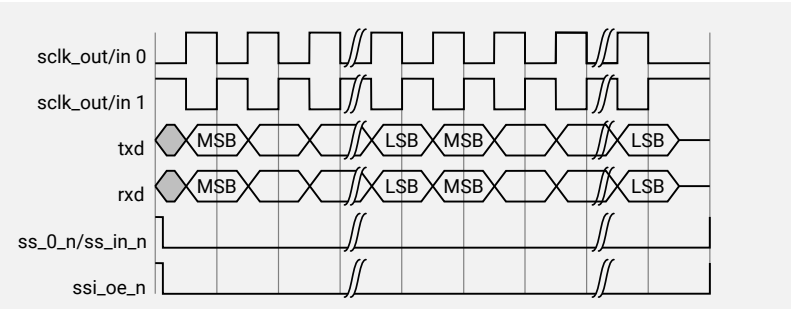 sclk_out/in 0
sclk_out/in 1
txd MSB LSB MSB LSB
rxd MSB LSB MSB LSB
ss_0_n/ss_in_n
ssi_oe_n